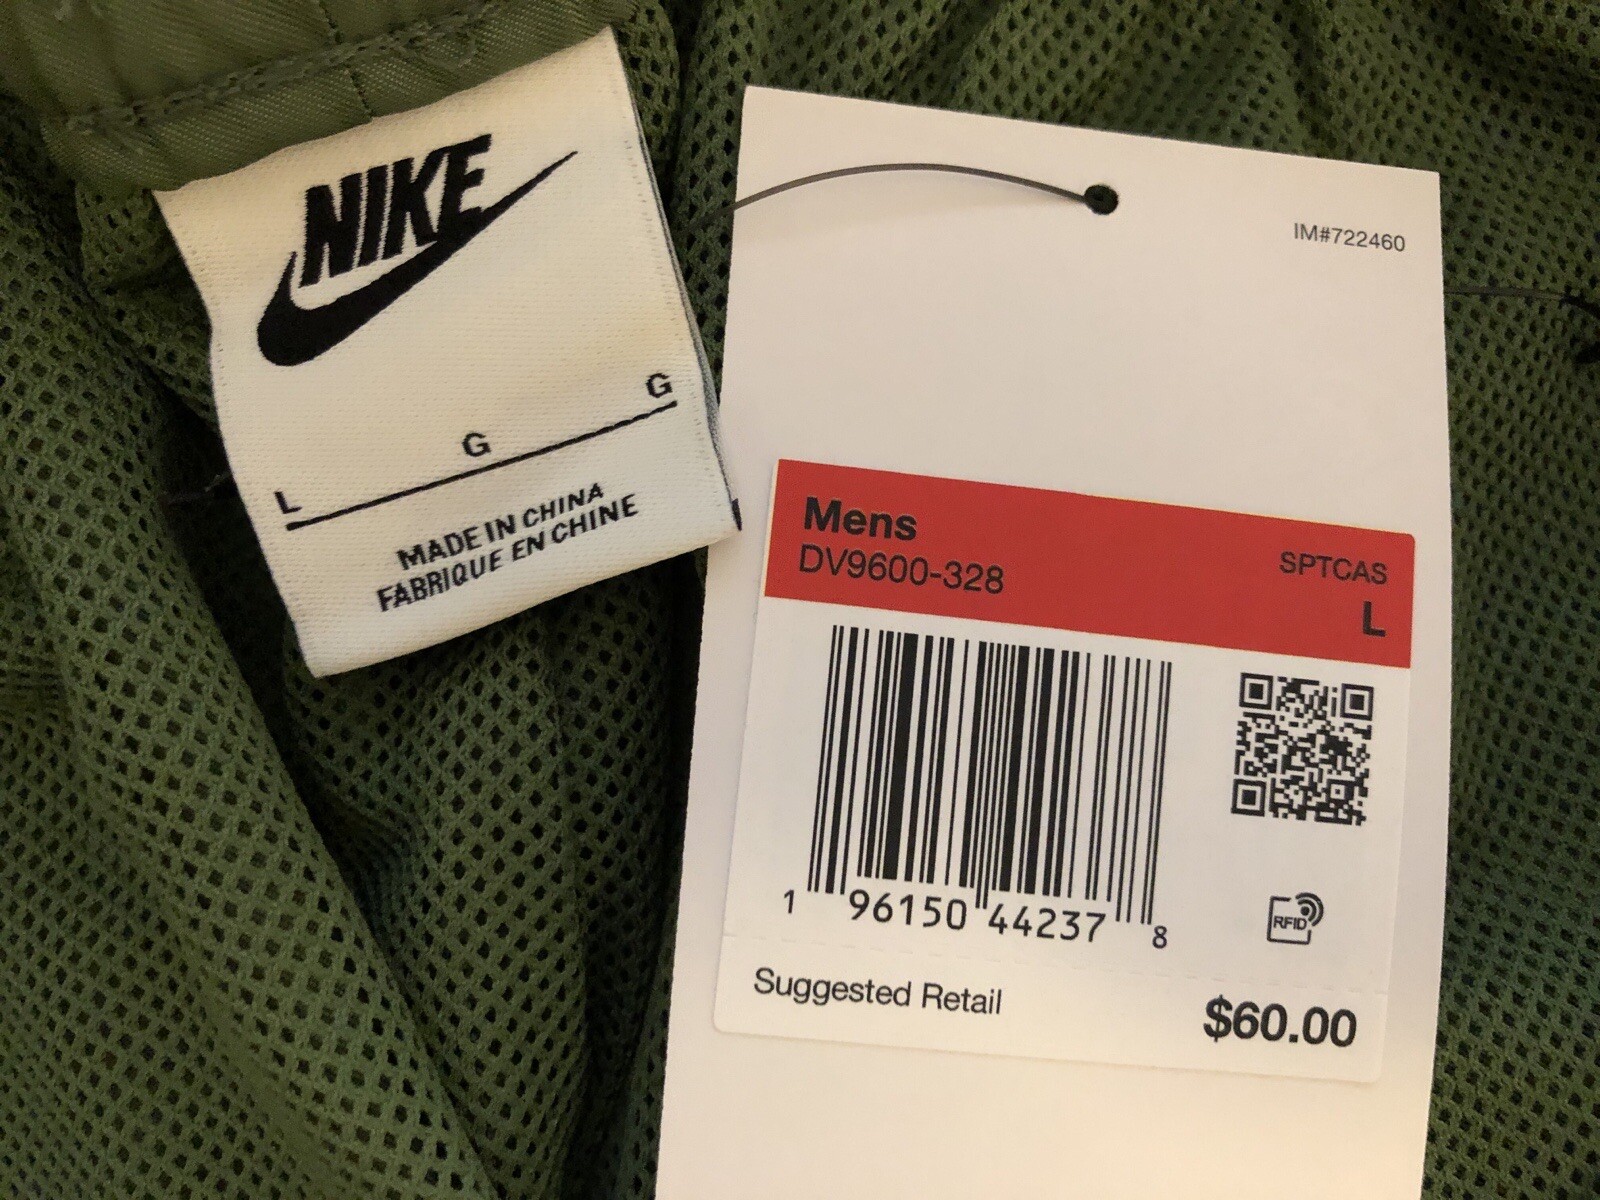 NIKE
L G G
MADE IN CHINA
FABRIQUE EN CHINE
IM#722460
Mens
DV9600-328
SPTCAS
L
1 96150 44237 8
RFID
Suggested Retail
$60.00